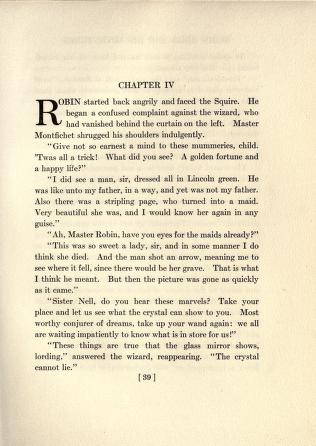 CHAPTER IV
ROBIN started back angrily and faced the Squire. He
began a confused complaint against the wizard, who
had vanished behind the curtain on the left. Master
Montfichet shrugged his shoulders indulgently.
"Give not so earnest a mind to these mummeries, child.
'Twas all a trick! What did you see? A golden fortune and
a happy life?"
"I did see a man, sir, dressed all in Lincoln green. He
was like unto my father, in a way, and yet was not my father.
Also there was a stripling page, who turned into a maid.
Very beautiful she was, and I would know her again in any
guise."
"Ah, Master Robin, have you eyes for the maids already?"
"This was so sweet a lady, sir, and in some manner I do
think she died. And the man shot an arrow, meaning me to
see where it fell, since there would be her grave. That is what
I think he meant. But then the picture was gone as quickly
as it came."
"Sister Nell, do you hear these marvels? Take your
place and let us see what the crystal can show to you. Most
worthy conjurer of dreams, take up your wand again: we all
are waiting impatiently to know what is in store for us!"
"These things are true that the glass mirror shows,
lording," answered the wizard, reappearing. "The crystal
cannot lie."
[ 39 ]